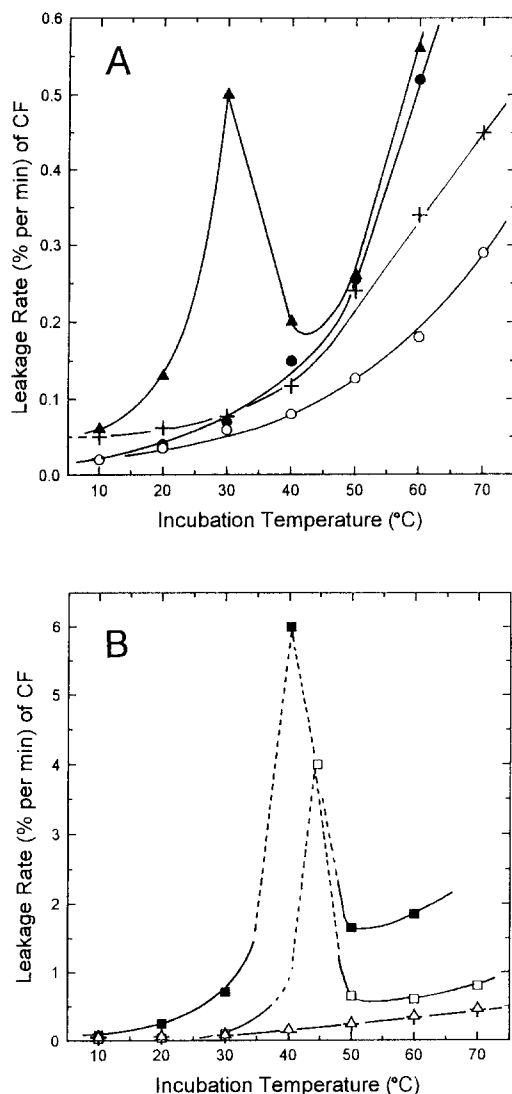 A
0.6
0.5
0.4
0.3
0.2
0.1
0.0
Leakage Rate (% per min) of CF
10 20 30 40 50 60 70
Incubation Temperature (°C)
B
6
5
4
3
2
1
0
Leakage Rate (% per min) of CF
10 20 30 40 50 60 70
Incubation Temperature (°C)